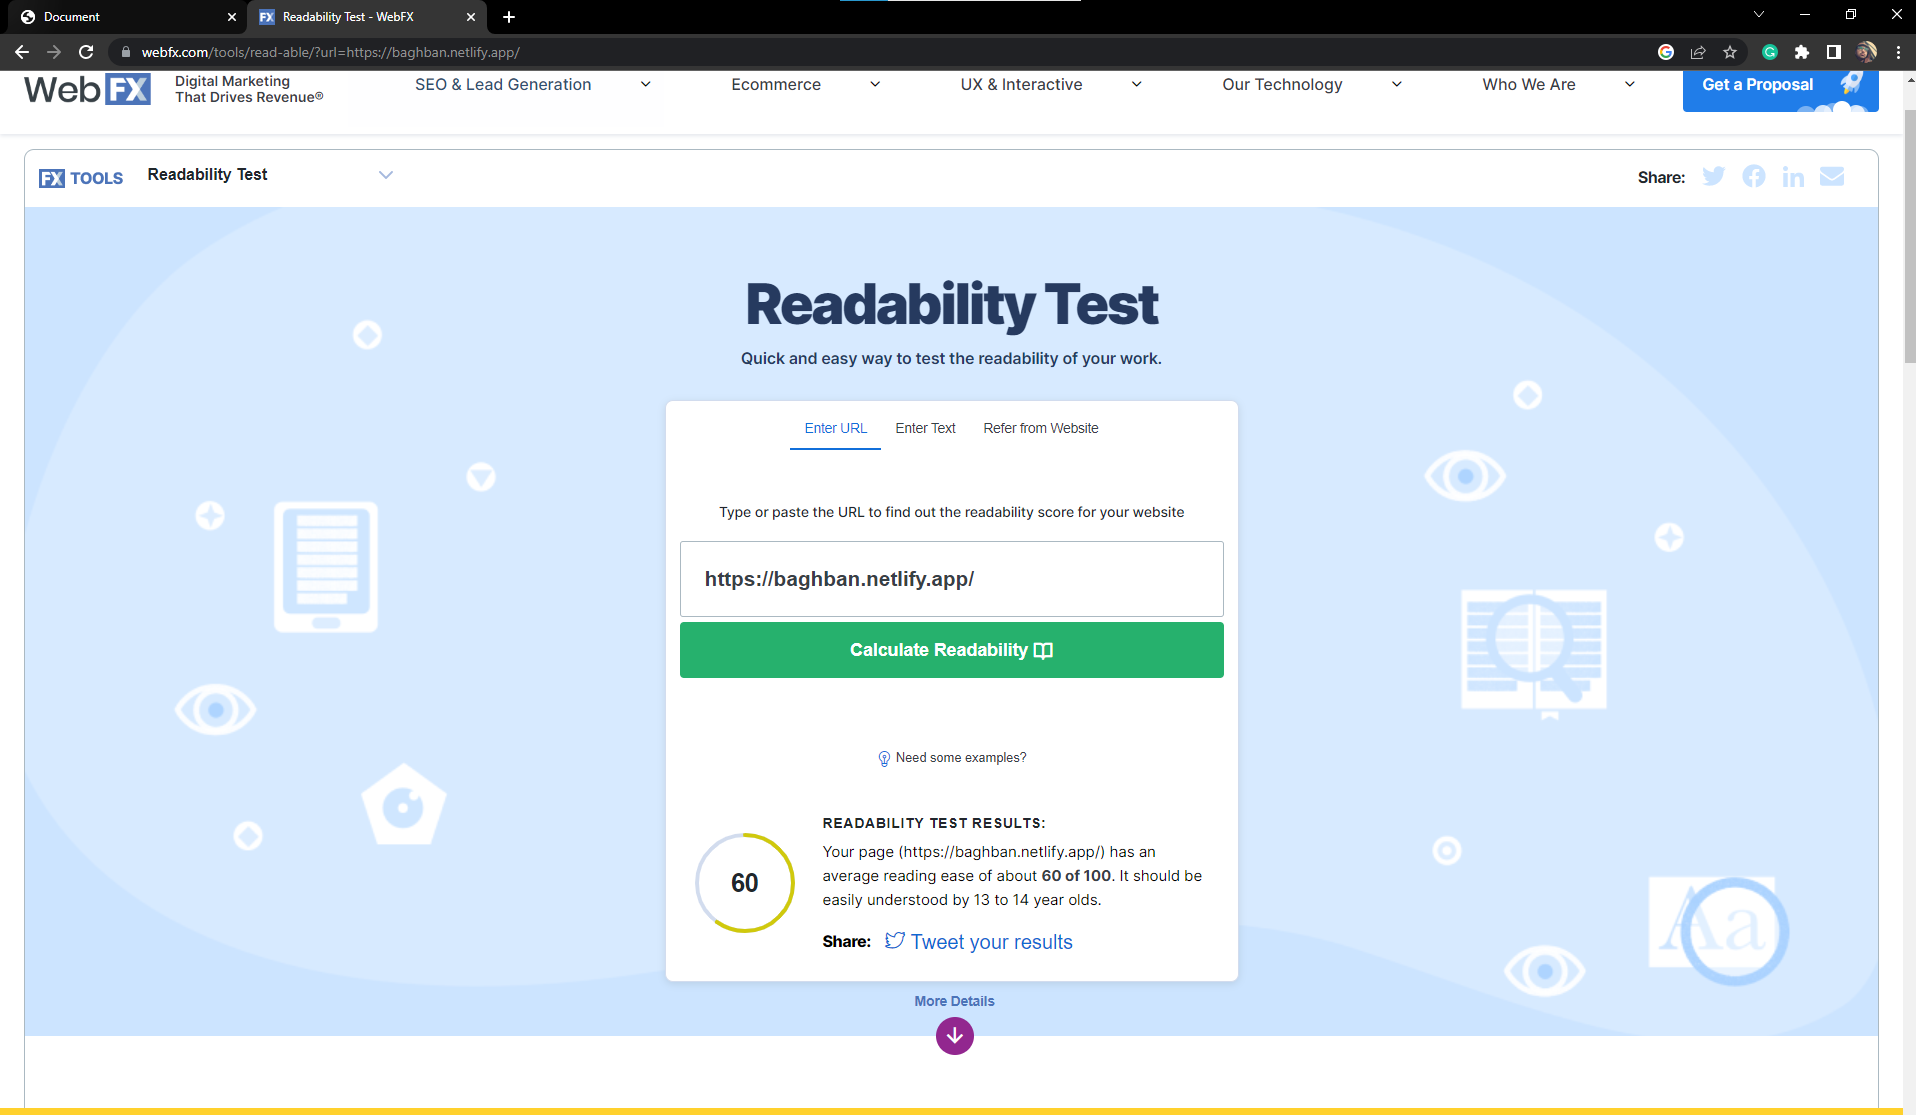 Document
Readability Test - WebFX
webfx.com/tools/read-able/?url=https://baghban.netlify.app/
WebFX
Digital Marketing
That Drives Revenue®
SEO & Lead Generation
Ecommerce
UX & Interactive
Our Technology
Who We Are
Get a Proposal
FX TOOLS
Readability Test
Share:
Readability Test
Quick and easy way to test the readability of your work.
Enter URL
Enter Text
Refer from Website
Type or paste the URL to find out the readability score for your website
https://baghban.netlify.app/
Calculate Readability
Need some examples?
60
READABILITY TEST RESULTS:
Your page (https://baghban.netlify.app/) has an
average reading ease of about 60 of 100. It should be
easily understood by 13 to 14 year olds.
Share: Tweet your results
Aa
More Details